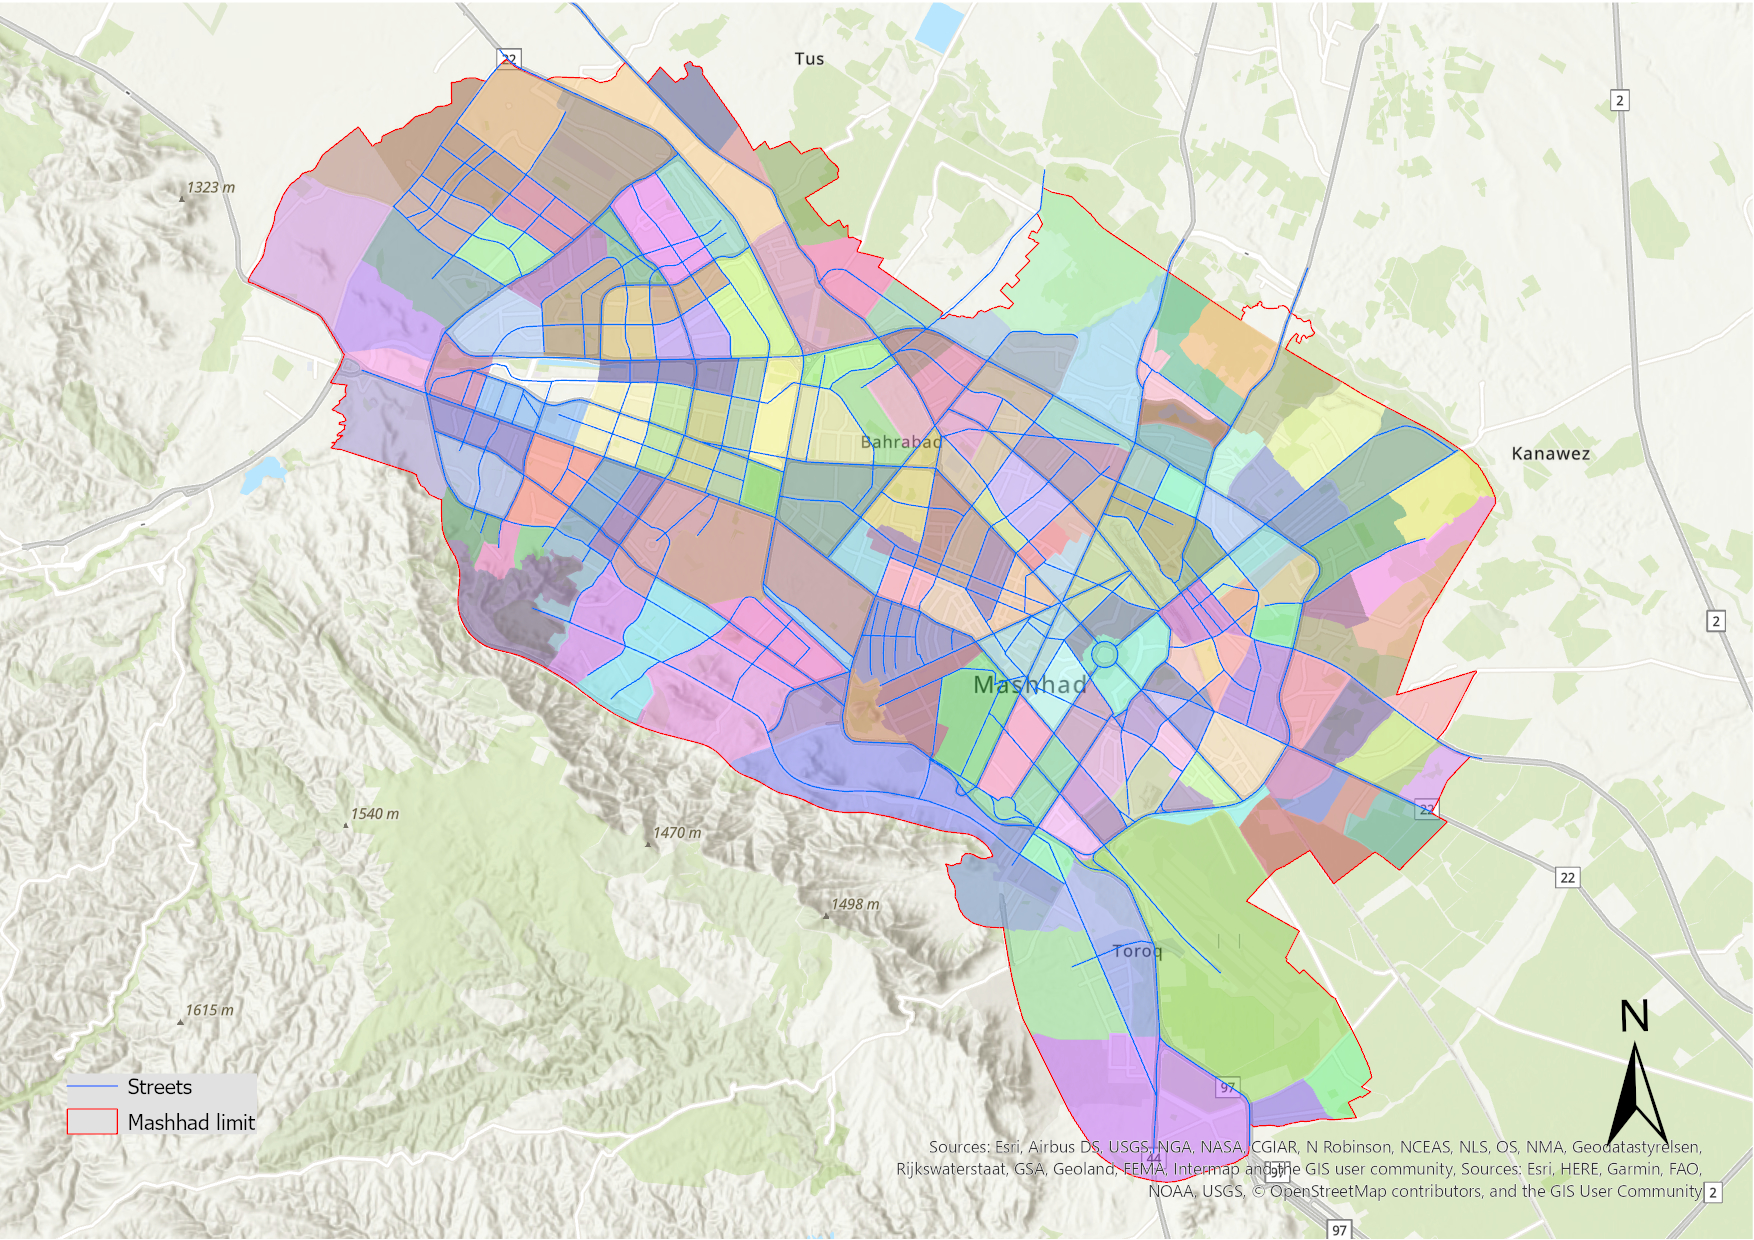 22
Tus
2
1323 m
Bahrabad
Kanawez
2
Mashhad
1540 m
22
1470 m
22
1498 m
Toroq
1615 m
N
Streets
97
Mashhad limit
Sources: Esri, Airbus DS, USGS, NGA, NASA, CGIAR, N Robinson, NCEAS, NLS, OS, NMA, Geodatastyrelsen,
44
Rijkswaterstaat, GSA, Geoland, FEMA, Intermap and the GIS user community, Sources: Esri, HERE, Garmin, FAO,
97
NOAA, USGS, © OpenStreetMap contributors, and the GIS User Community
2
97